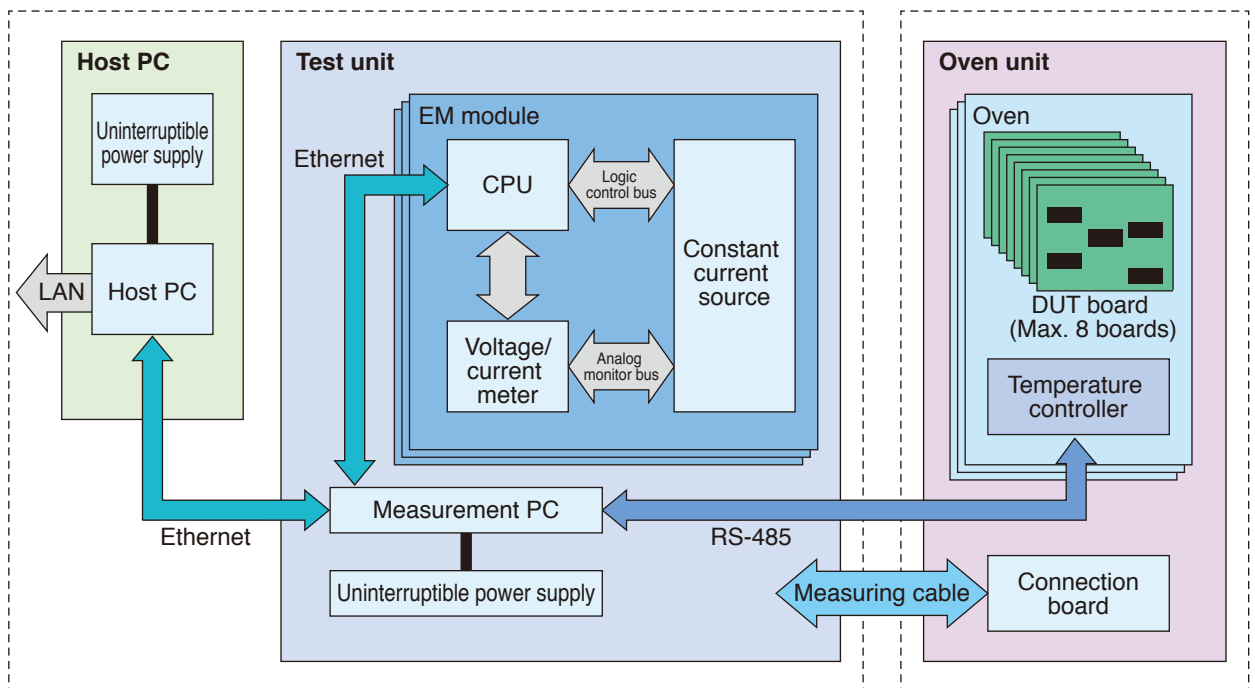 Host PC
Uninterruptible
power supply
LAN
Host PC
Ethernet
Test unit
Ethernet
EM module
CPU
Logic
control bus
Constant
current
source
Voltage/
current
meter
Analog
monitor bus
Measurement PC
Uninterruptible power supply
RS-485
Measuring cable
Oven unit
Oven
DUT board
(Max. 8 boards)
Temperature
controller
Connection
board